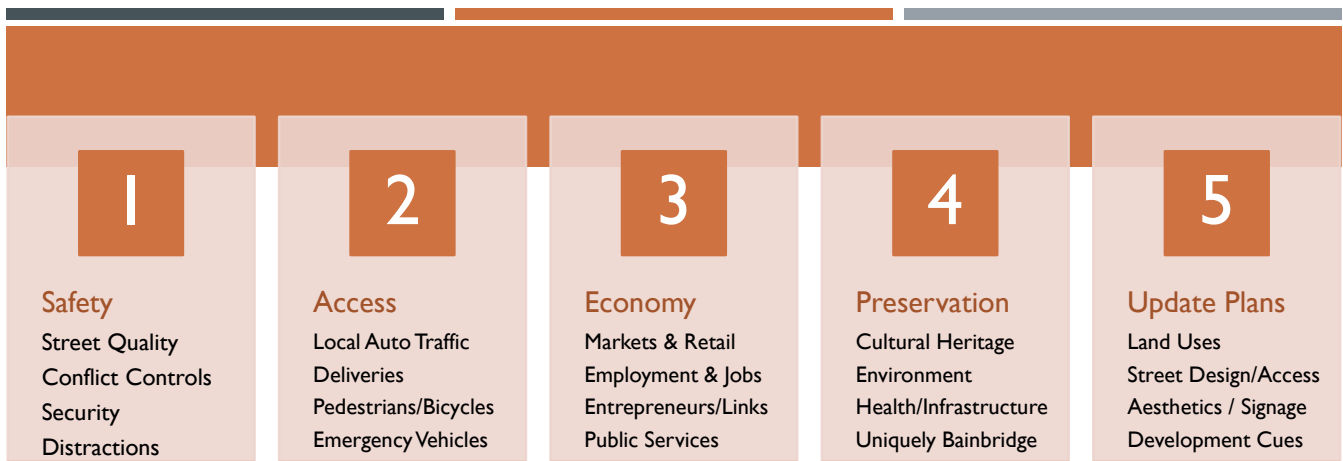 1
Safety
Street Quality
Conflict Controls
Security
Distractions
2
Access
Local Auto Traffic
Deliveries
Pedestrians/Bicycles
Emergency Vehicles
3
Economy
Markets & Retail
Employment & Jobs
Entrepreneurs/Links
Public Services
4
Preservation
Cultural Heritage
Environment
Health/Infrastructure
Uniquely Bainbridge
5
Update Plans
Land Uses
Street Design/Access
Aesthetics / Signage
Development Cues